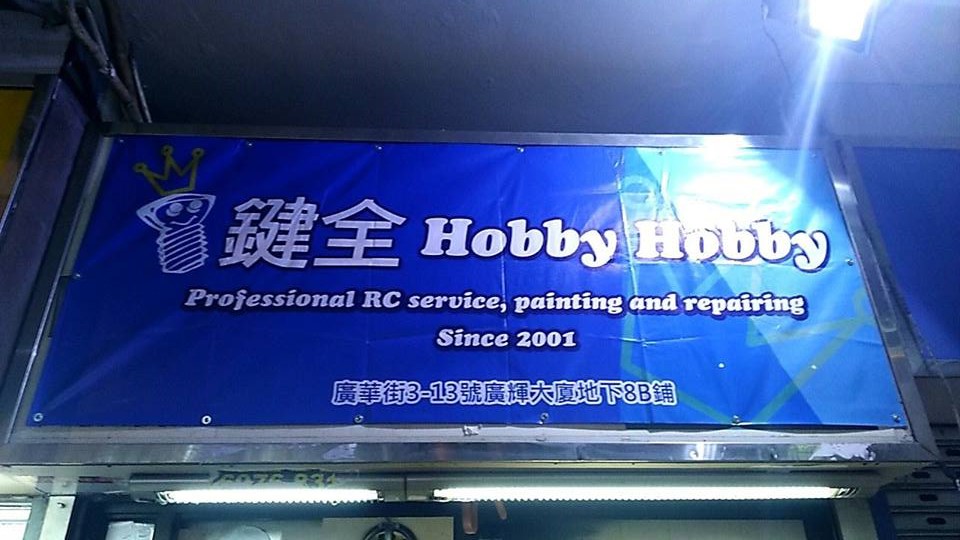 鍵全 Hobby Hobby
Professional RC service, painting and repairing
Since 2001
廣華街3-13號廣輝大廈地下8B鋪